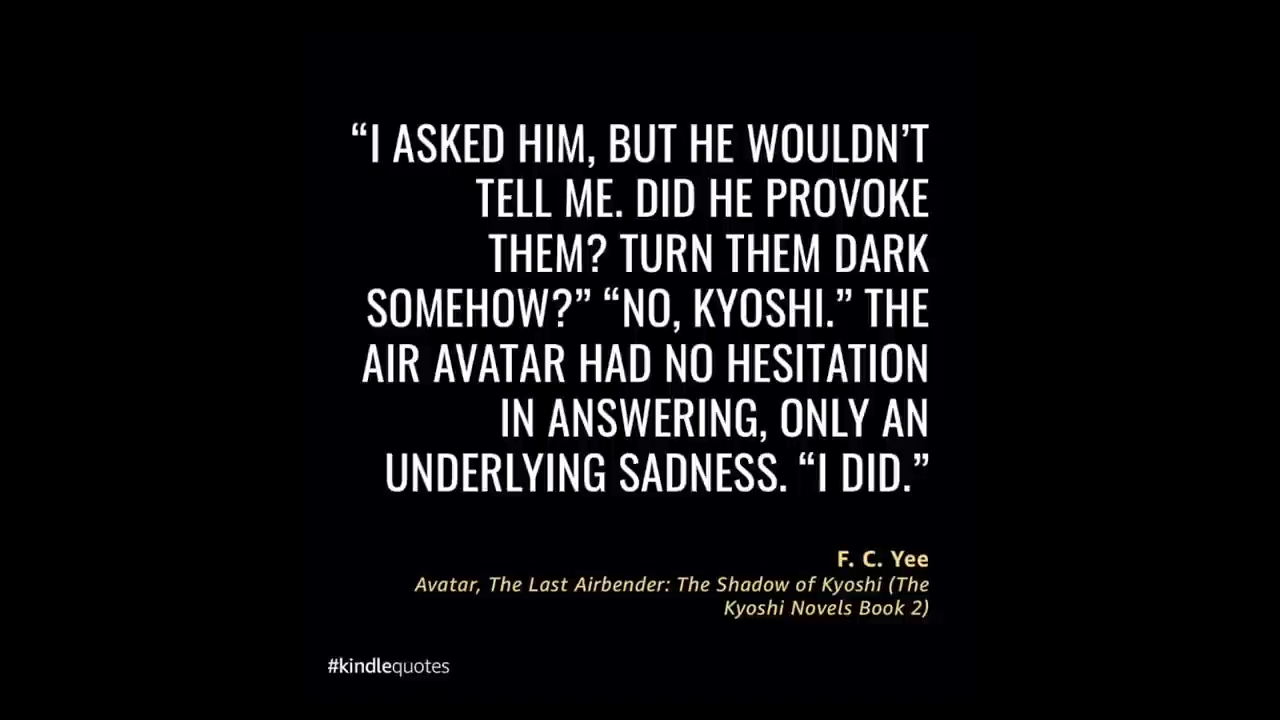 “I ASKED HIM, BUT HE WOULDN’T
TELL ME. DID HE PROVOKE
THEM? TURN THEM DARK
SOMEHOW?” “NO, KYOSHI.” THE
AIR AVATAR HAD NO HESITATION
IN ANSWERING, ONLY AN
UNDERLYING SADNESS. “I DID.”
F. C. Yee
Avatar, The Last Airbender: The Shadow of Kyoshi (The
Kyoshi Novels Book 2)
#kindlequotes